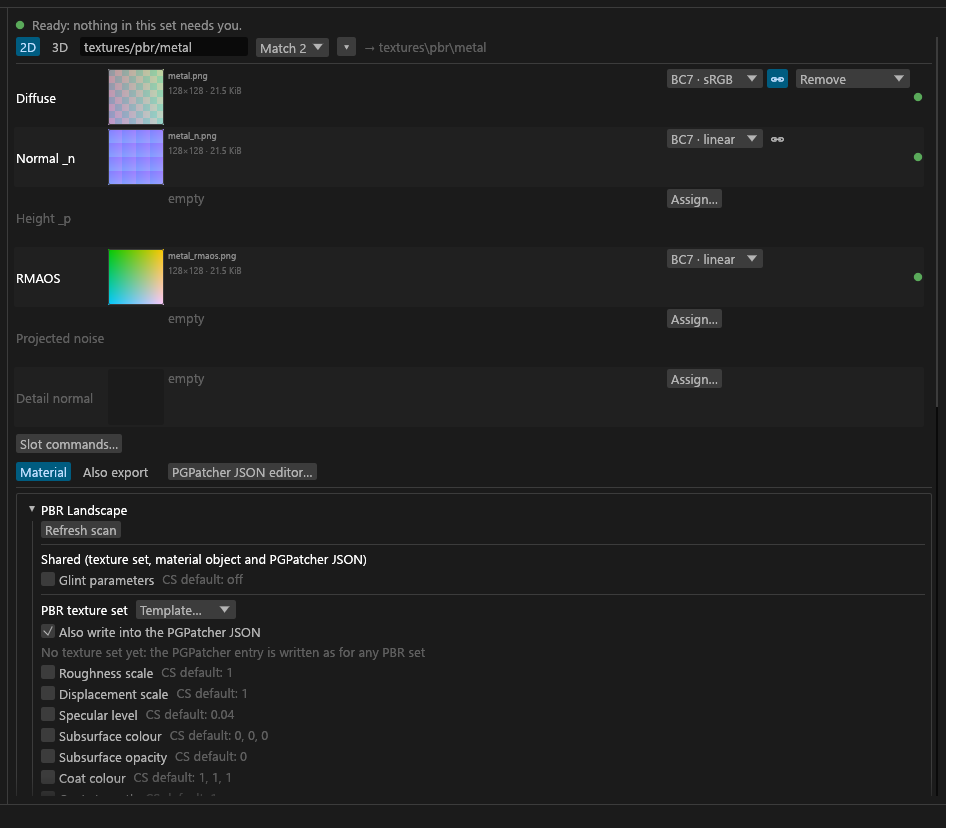 Ready: nothing in this set needs you.
2D 3D textures/pbr/metal Match 2 → textures\pbr\metal
Diffuse metal.png BC7 · sRGB Remove
128×128 · 21.5 KiB
Normal _n metal_n.png BC7 · linear
128×128 · 21.5 KiB
Height _p empty Assign...
RMAOS metal_rmaos.png BC7 · linear
128×128 · 21.5 KiB
Projected noise empty Assign...
Detail normal empty Assign...
Slot commands...
Material Also export PGPatcher JSON editor...
PBR Landscape
Refresh scan
Shared (texture set, material object and PGPatcher JSON)
Glint parameters CS default: off
PBR texture set Template...
Also write into the PGPatcher JSON
No texture set yet: the PGPatcher entry is written as for any PBR set
Roughness scale CS default: 1
Displacement scale CS default: 1
Specular level CS default: 0.04
Subsurface colour CS default: 0, 0, 0
Subsurface opacity CS default: 0
Coat colour CS default: 1, 1, 1